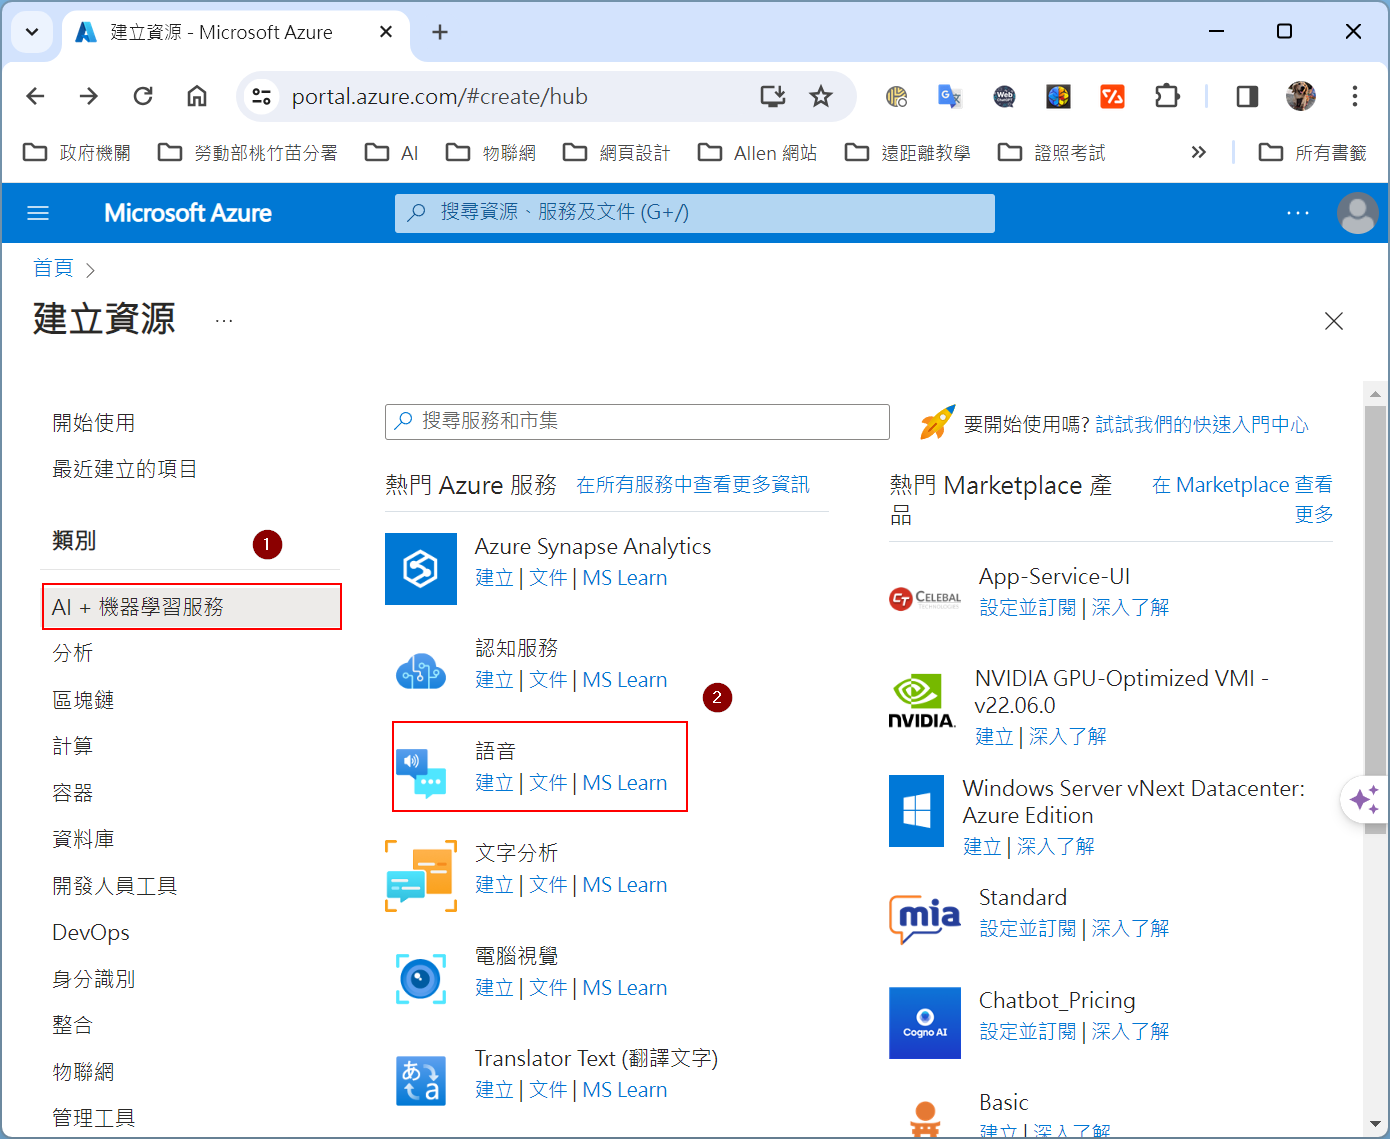 建立資源 - Microsoft Azure
portal.azure.com/#create/hub
政府機關 勞動部桃竹苗分署 AI 物聯網 網頁設計 Allen 網站 遠距離教學 證照考試 所有書籤
Microsoft Azure 搜尋資源、服務及文件 (G+/)
首頁
建立資源
開始使用
最近建立的項目
類別
1
AI + 機器學習服務
分析
區塊鏈
計算
容器
資料庫
開發人員工具
DevOps
身分識別
整合
物聯網
管理工具
搜尋服務和市集
熱門 Azure 服務 在所有服務中查看更多資訊
Azure Synapse Analytics
建立 | 文件 | MS Learn
認知服務
建立 | 文件 | MS Learn
2
語音
建立 | 文件 | MS Learn
文字分析
建立 | 文件 | MS Learn
電腦視覺
建立 | 文件 | MS Learn
Translator Text (翻譯文字)
建立 | 文件 | MS Learn
要開始使用嗎? 試試我們的快速入門中心
熱門 Marketplace 產品
在 Marketplace 查看更多
CT CELEBAL TECHNOLOGIES
App-Service-UI
設定並訂閱 | 深入了解
NVIDIA
NVIDIA GPU-Optimized VMI -
v22.06.0
建立 | 深入了解
Windows Server vNext Datacenter:
Azure Edition
建立 | 深入了解
mia
Standard
設定並訂閱 | 深入了解
Cogno AI
Chatbot_Pricing
設定並訂閱 | 深入了解
Basic
建立 | 深入了解